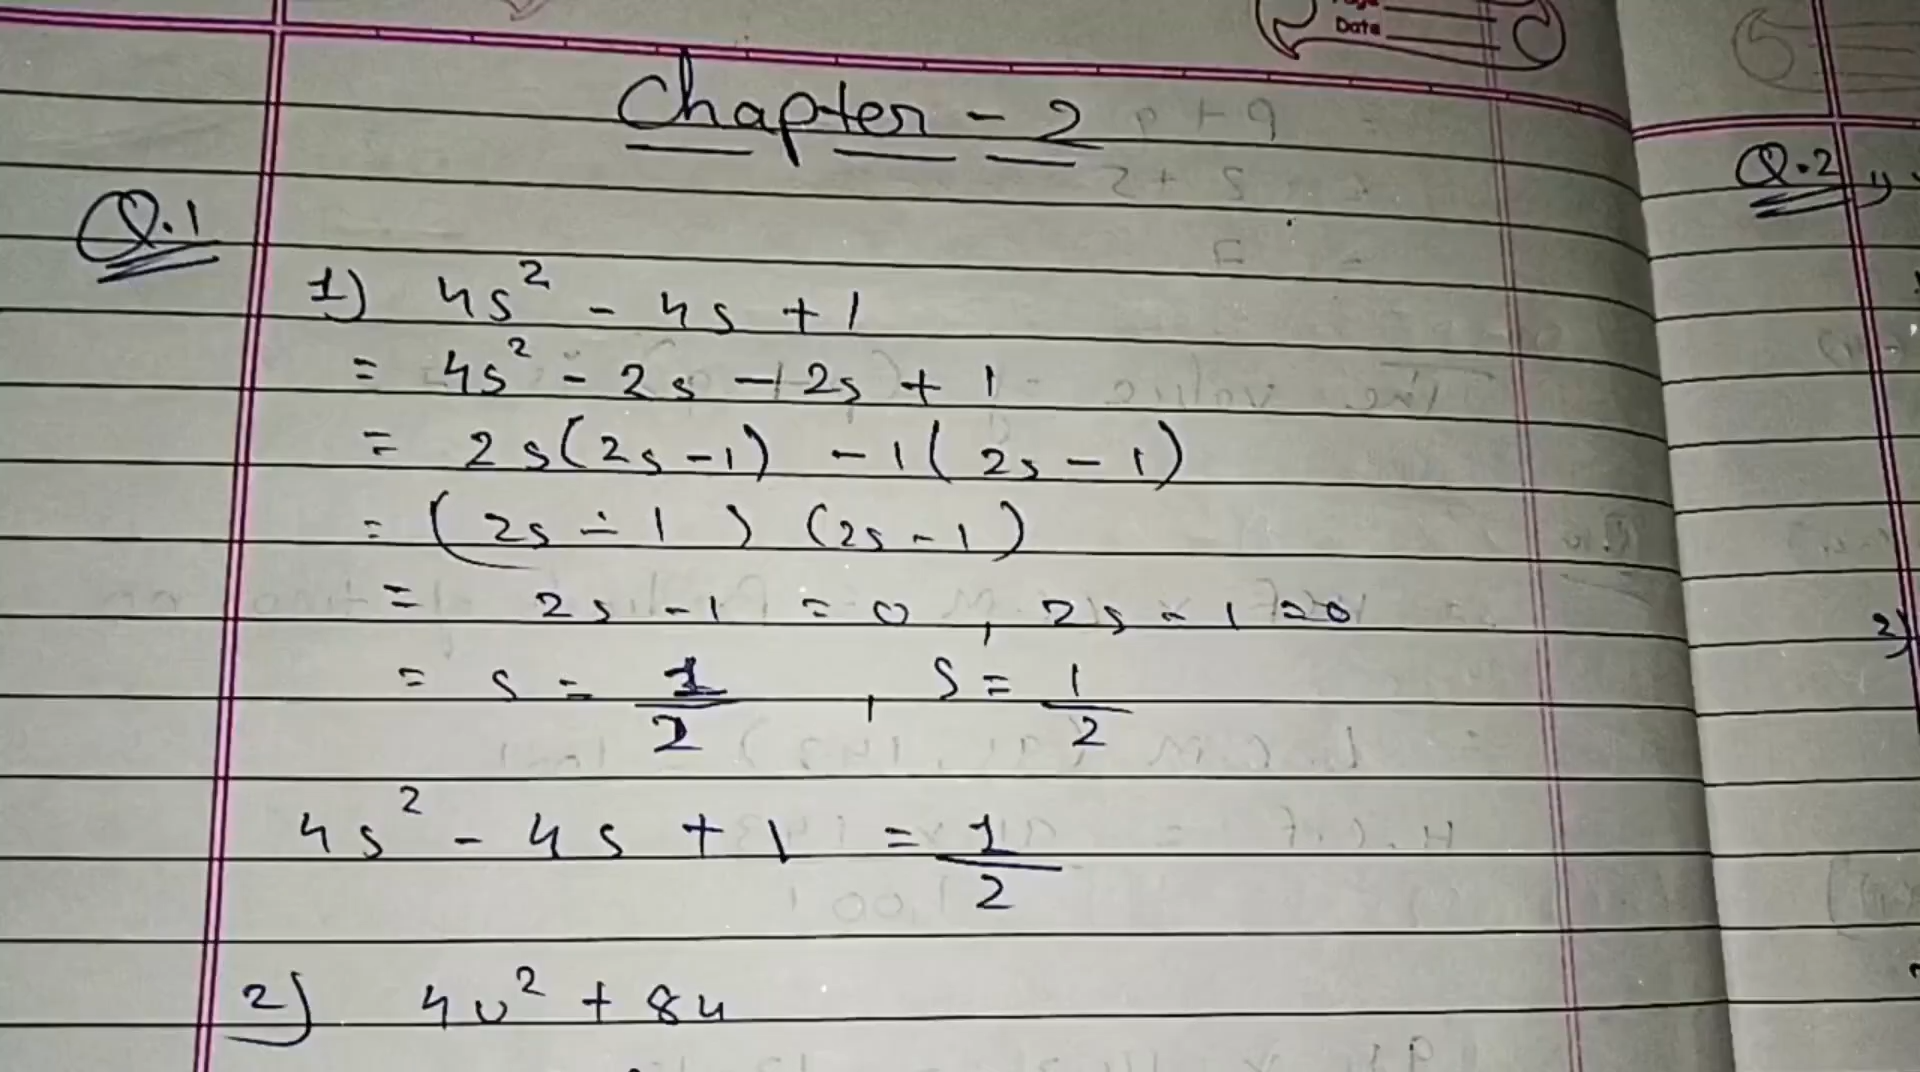 Page
Date
Chapter - 2
Q.1
1) 4s² - 4s + 1
= 4s² - 2s - 2s + 1
= 2s(2s-1) - 1(2s-1)
= (2s - 1) (2s-1)
= 2s - 1 = 0, 2s - 1 = 0
= s = 1/2, s = 1/2
4s² - 4s + 1 = 1/2
2) 4u² + 8u
Q.2
2)